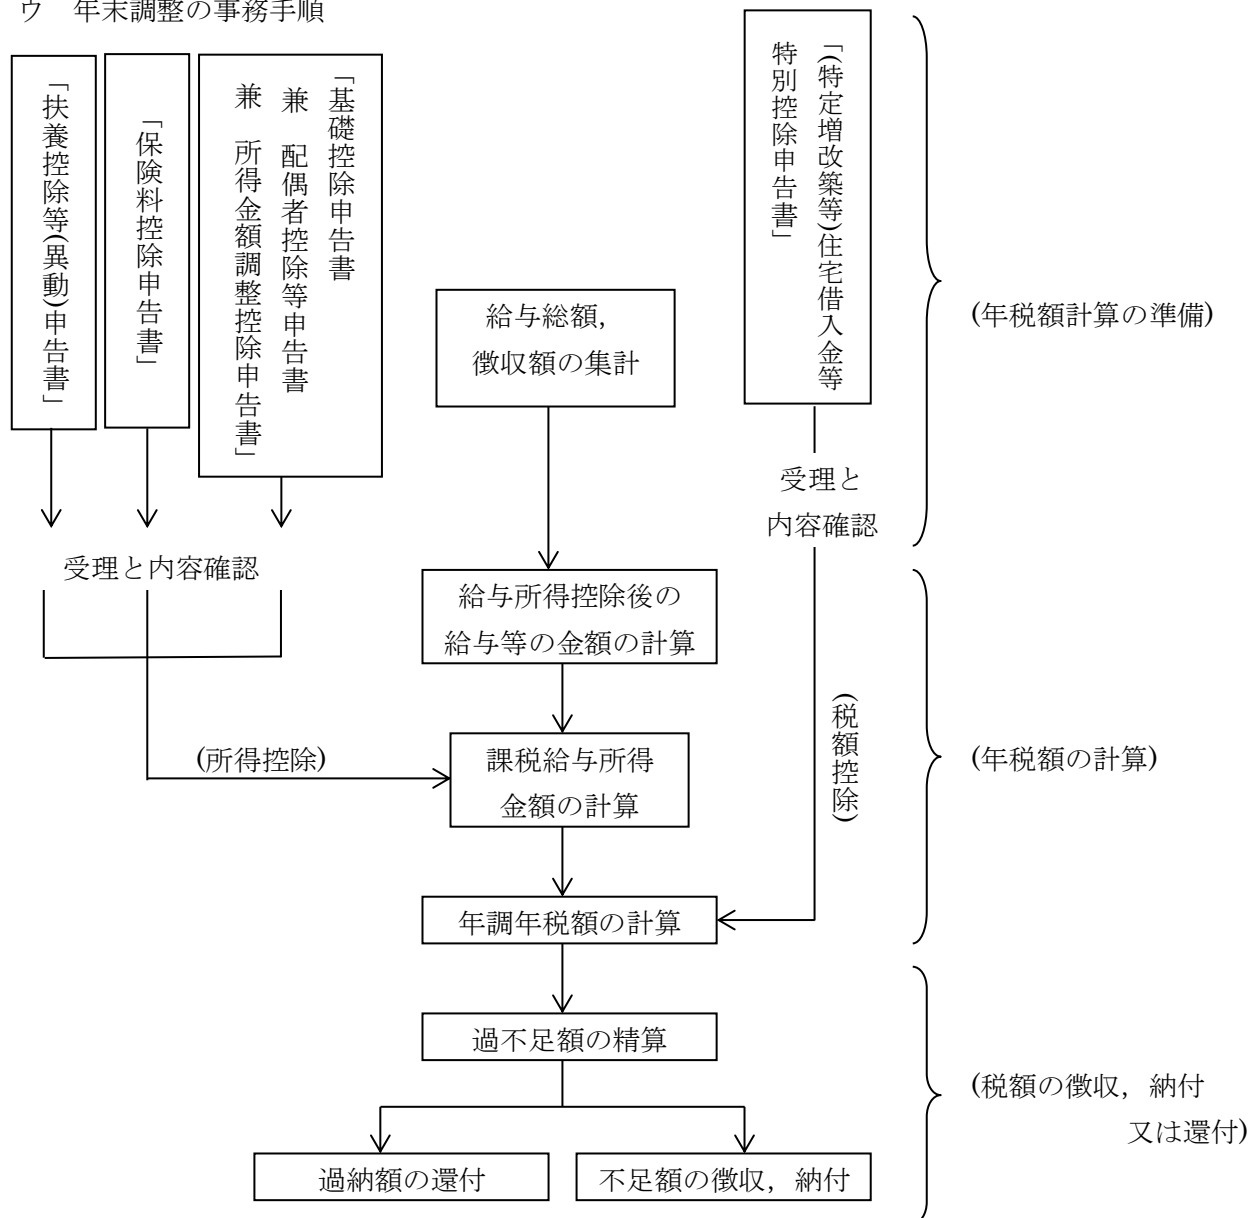 ウ 年末調整の事務手順
「扶養控除等(異動)申告書」
「保険料控除申告書」
「基礎控除申告書
兼 配偶者控除等申告書
兼 所得金額調整控除申告書」
給与総額,
徴収額の集計
「(特定増改築等)住宅借入金等
特別控除申告書」
(年税額計算の準備)
受理と
内容確認
受理と内容確認
給与所得控除後の
給与等の金額の計算
(所得控除)
課税給与所得
金額の計算
(税額控除)
(年税額の計算)
年調年税額の計算
過不足額の精算
(税額の徴収, 納付
又は還付)
過納額の還付
不足額の徴収, 納付